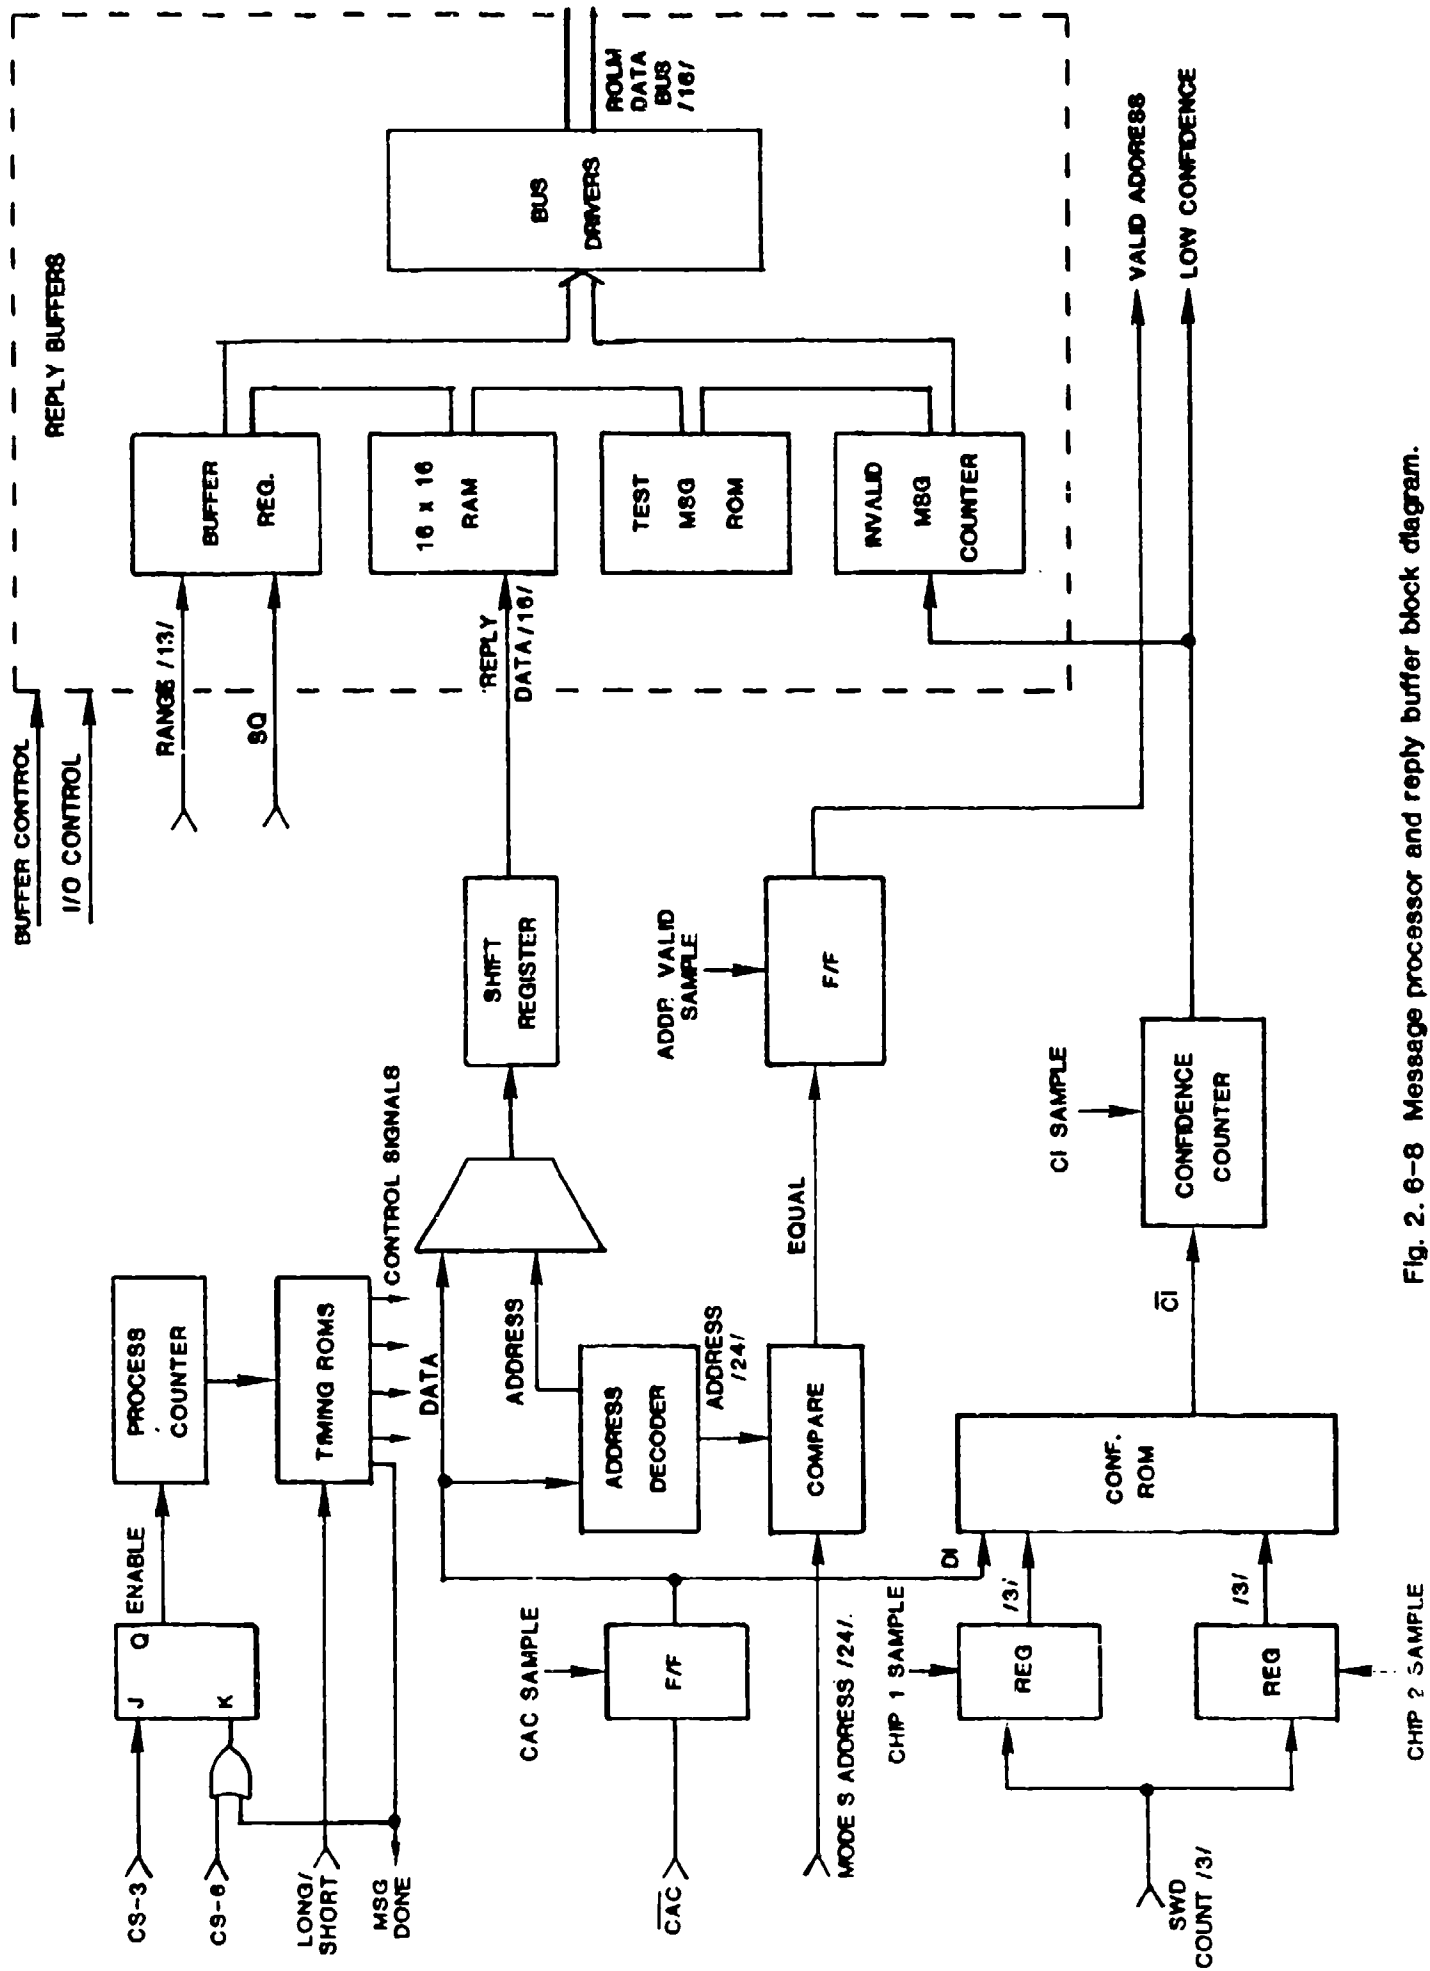 BUFFER CONTROL
I/O CONTROL
REPLY BUFFERS
RANGE /13/
SQ
BUFFER
REG.
16 x 16
RAM
REPLY
DATA/16/
TEST
MSG
ROM
INVALID
MSG
COUNTER
BUS
DRIVERS
ROLM
DATA
BUS
/16/
VALID ADDRESS
LOW CONFIDENCE
CS-3
CS-6
LONG/
SHORT
MSG
DONE
J
Q
K
ENABLE
PROCESS
COUNTER
TIMING ROMS
CONTROL SIGNALS
DATA
ADDRESS
SHIFT
REGISTER
CAC
CAC SAMPLE
F/F
ADDRESS
DECODER
ADDRESS
/24/
MODE S ADDRESS /24/
COMPARE
EQUAL
ADDR. VALID
SAMPLE
F/F
DI
CHIP 1 SAMPLE
REG
/3/
SWD
COUNT /3/
REG
/3/
CHIP 2 SAMPLE
CONF.
ROM
CI
CI SAMPLE
CONFIDENCE
COUNTER
Fig. 2. 6-8 Message processor and reply buffer block diagram.